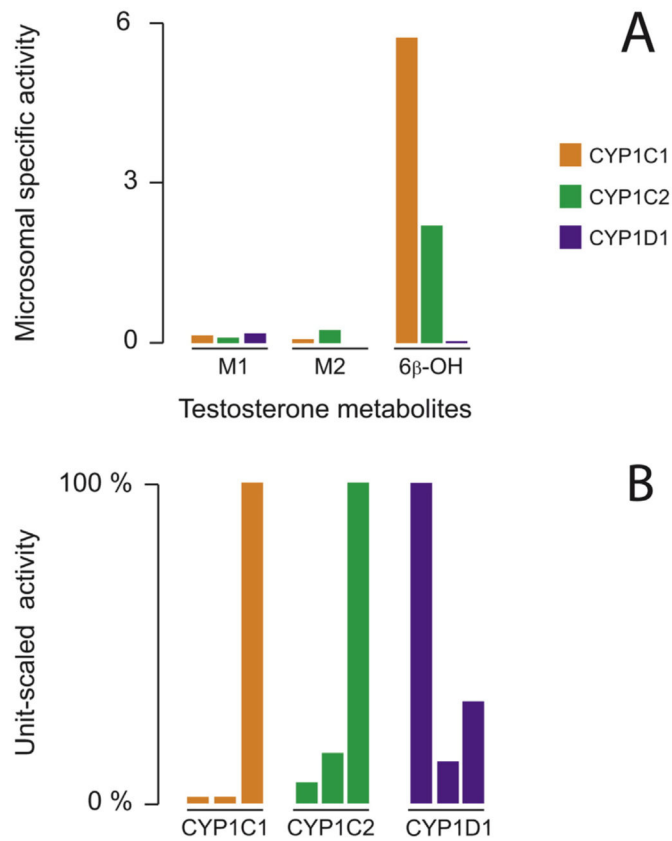 A
6
3
0
Microsomal specific activity
CYP1C1
CYP1C2
CYP1D1
M1 M2 6β-OH
Testosterone metabolites
B
100 %
0 %
Unit-scaled activity
CYP1C1 CYP1C2 CYP1D1